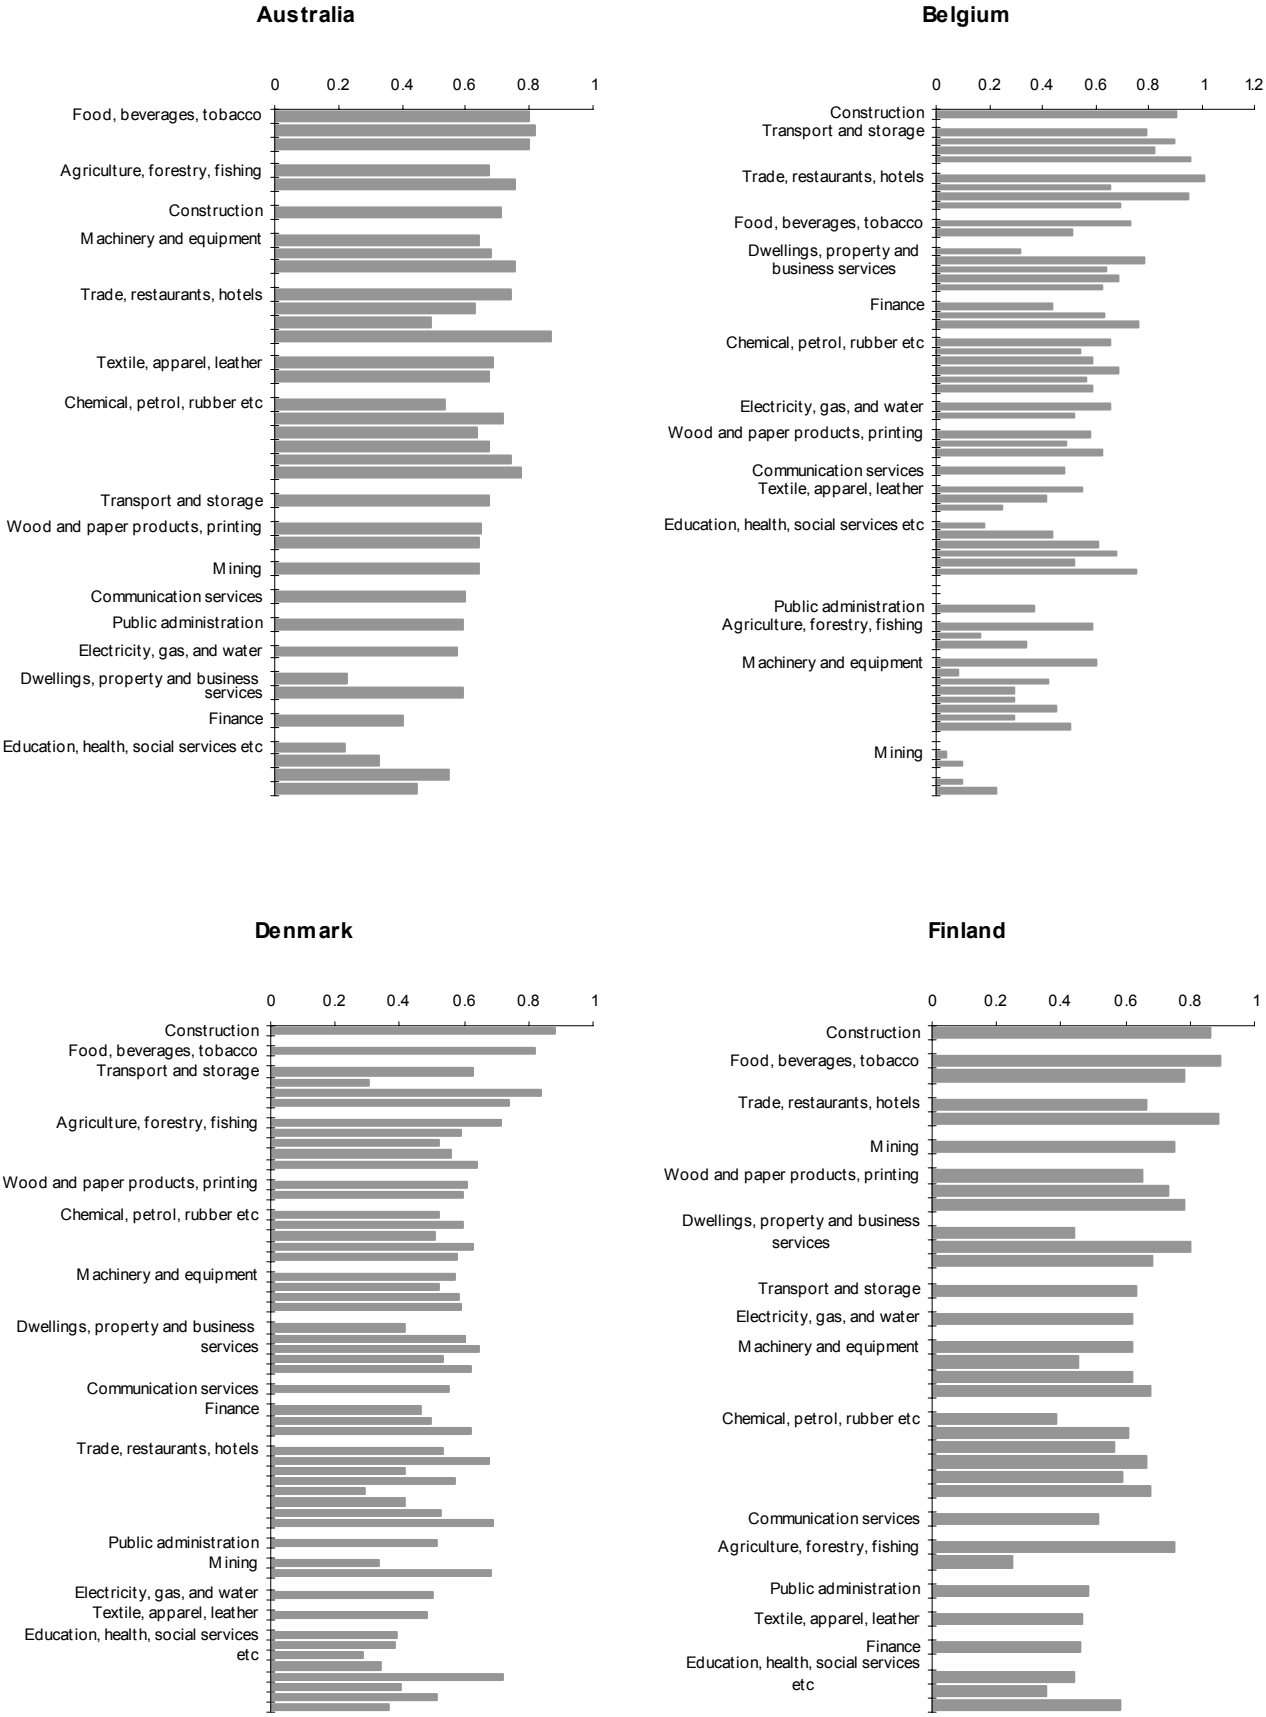 Australia
0 0.2 0.4 0.6 0.8 1
Food, beverages, tobacco
Agriculture, forestry, fishing
Construction
Machinery and equipment
Trade, restaurants, hotels
Textile, apparel, leather
Chemical, petrol, rubber etc
Transport and storage
Wood and paper products, printing
Mining
Communication services
Public administration
Electricity, gas, and water
Dwellings, property and business
services
Finance
Education, health, social services etc
Belgium
0 0.2 0.4 0.6 0.8 1 1.2
Construction
Transport and storage
Trade, restaurants, hotels
Food, beverages, tobacco
Dwellings, property and
business services
Finance
Chemical, petrol, rubber etc
Electricity, gas, and water
Wood and paper products, printing
Communication services
Textile, apparel, leather
Education, health, social services etc
Public administration
Agriculture, forestry, fishing
Machinery and equipment
Mining
Denmark
0 0.2 0.4 0.6 0.8 1
Construction
Food, beverages, tobacco
Transport and storage
Agriculture, forestry, fishing
Wood and paper products, printing
Chemical, petrol, rubber etc
Machinery and equipment
Dwellings, property and business
services
Communication services
Finance
Trade, restaurants, hotels
Public administration
Mining
Electricity, gas, and water
Textile, apparel, leather
Education, health, social services
etc
Finland
0 0.2 0.4 0.6 0.8 1
Construction
Food, beverages, tobacco
Trade, restaurants, hotels
Mining
Wood and paper products, printing
Dwellings, property and business
services
Transport and storage
Electricity, gas, and water
Machinery and equipment
Chemical, petrol, rubber etc
Communication services
Agriculture, forestry, fishing
Public administration
Textile, apparel, leather
Finance
Education, health, social services
etc